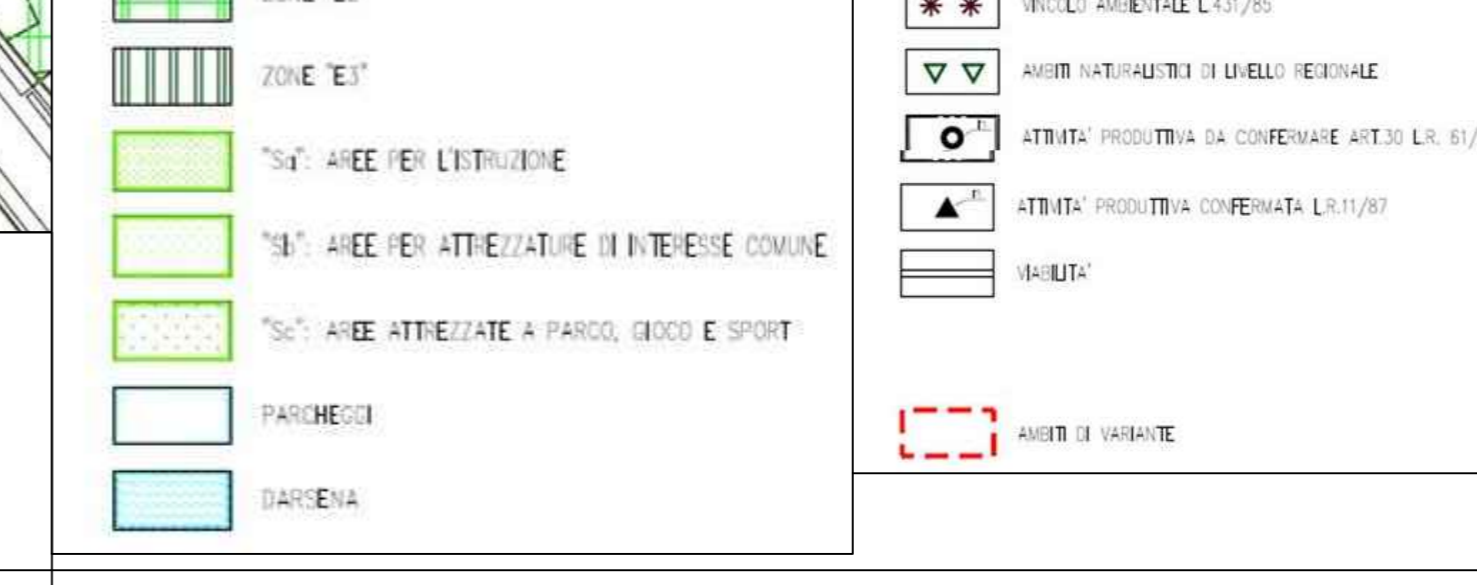 ZONE "E3"
"Sa": AREE PER L'ISTRUZIONE
"Sb": AREE PER ATTREZZATURE DI INTERESSE COMUNE
"Sc": AREE ATTREZZATE A PARCO, GIOCO E SPORT
PARCHEGGI
DARSENA
VINCOLO AMBIENTALE L.431/85
AMBITI NATURALISTICI DI LIVELLO REGIONALE
n.
ATTIVITA' PRODUTTIVA DA CONFERMARE ART.30 L.R. 61/
n.
ATTIVITA' PRODUTTIVA CONFERMATA L.R.11/87
VIABILITA'
AMBITI DI VARIANTE